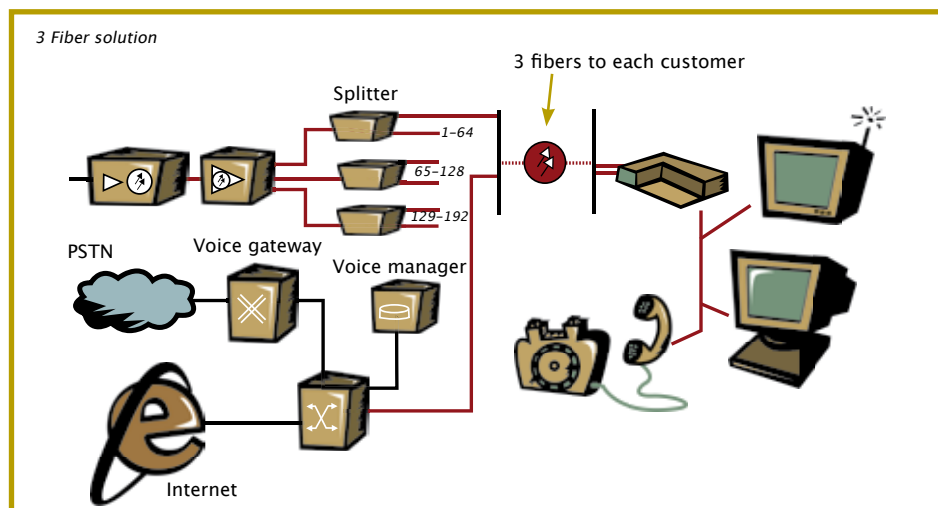 3 Fiber solution
3 fibers to each customer
Splitter
1–64
65–128
129–192
PSTN
Voice gateway
Voice manager
Internet